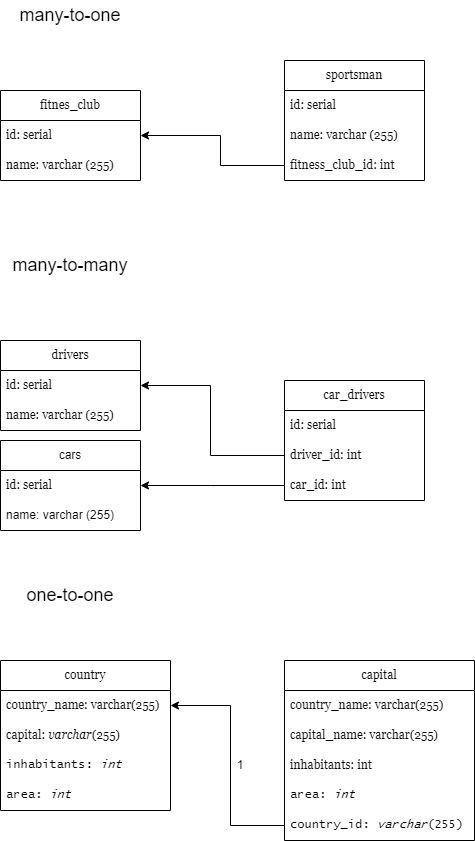 many-to-one
fitnes_club
id: serial
name: varchar (255)
sportsman
id: serial
name: varchar (255)
fitness_club_id: int
many-to-many
drivers
id: serial
name: varchar (255)
cars
id: serial
name: varchar (255)
car_drivers
id: serial
driver_id: int
car_id: int
one-to-one
country
country_name: varchar(255)
capital: varchar(255)
inhabitants: int
area: int
1
capital
country_name: varchar(255)
capital_name: varchar(255)
inhabitants: int
area: int
country_id: varchar(255)